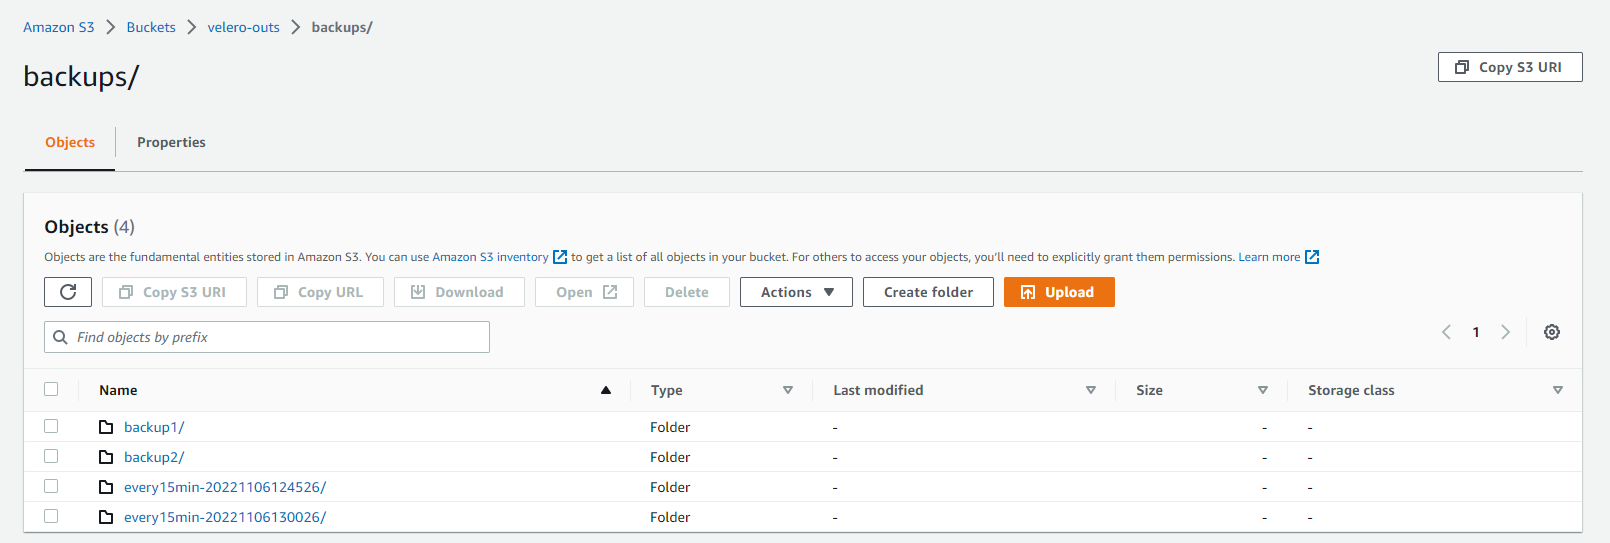 Amazon S3 > Buckets > velero-outs > backups/
backups/
Copy S3 URI
Objects
Properties
Objects (4)
Objects are the fundamental entities stored in Amazon S3. You can use Amazon S3 inventory to get a list of all objects in your bucket. For others to access your objects, you'll need to explicitly grant them permissions. Learn more
Copy S3 URI Copy URL Download Open Delete Actions Create folder Upload
Find objects by prefix
1
Name Type Last modified Size Storage class
backup1/ Folder - - -
backup2/ Folder - - -
every15min-20221106124526/ Folder - - -
every15min-20221106130026/ Folder - - -